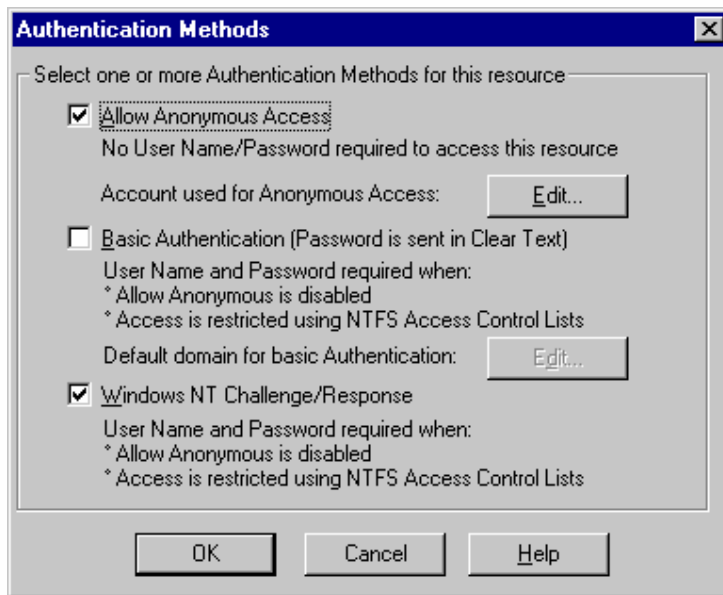 Authentication Methods
Select one or more Authentication Methods for this resource
Allow Anonymous Access
No User Name/Password required to access this resource
Account used for Anonymous Access: Edit...
Basic Authentication (Password is sent in Clear Text)
User Name and Password required when:
* Allow Anonymous is disabled
* Access is restricted using NTFS Access Control Lists
Default domain for basic Authentication: Edit...
Windows NT Challenge/Response
User Name and Password required when:
* Allow Anonymous is disabled
* Access is restricted using NTFS Access Control Lists
OK Cancel Help